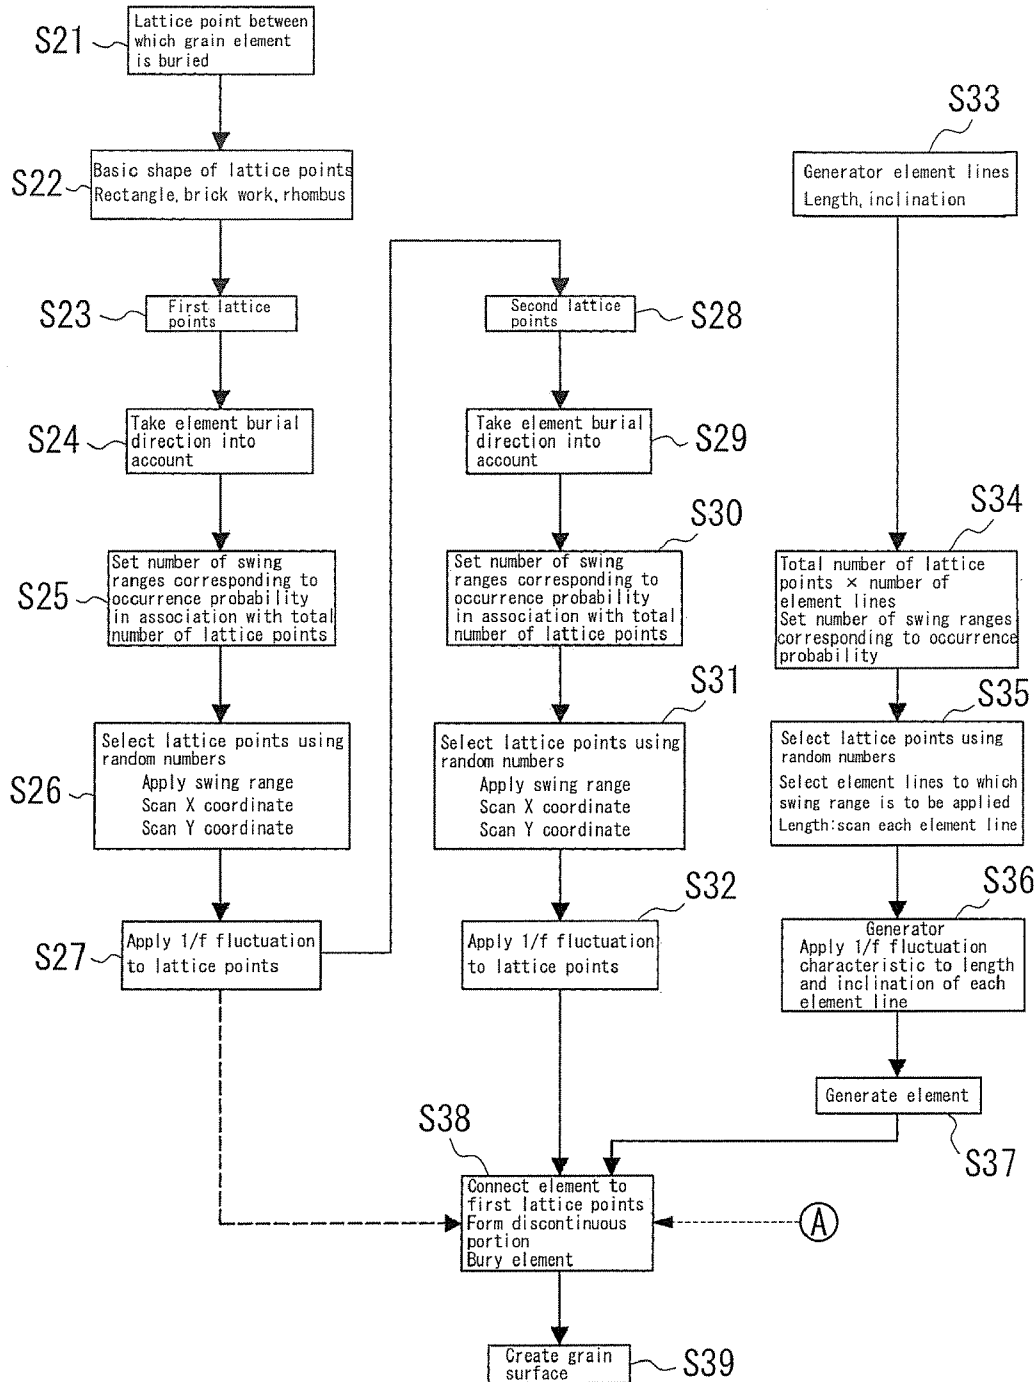 S21
Lattice point between
which grain element
is buried
S22
Basic shape of lattice points
Rectangle, brick work, rhombus
S23
First lattice
points
S24
Take element burial
direction into
account
S25
Set number of swing
ranges corresponding to
occurrence probability
in association with total
number of lattice points
S26
Select lattice points using
random numbers
Apply swing range
Scan X coordinate
Scan Y coordinate
S27
Apply 1/f fluctuation
to lattice points
S28
Second lattice
points
S29
Take element burial
direction into
account
S30
Set number of swing
ranges corresponding to
occurrence probability
in association with total
number of lattice points
S31
Select lattice points using
random numbers
Apply swing range
Scan X coordinate
Scan Y coordinate
S32
Apply 1/f fluctuation
to lattice points
S33
Generator element lines
Length, inclination
S34
Total number of lattice
points × number of
element lines
Set number of swing ranges
corresponding to occurrence
probability
S35
Select lattice points using
random numbers
Select element lines to which
swing range is to be applied
Length:scan each element line
S36
Generator
Apply 1/f fluctuation
characteristic to length
and inclination of each
element line
Generate element
S37
S38
Connect element to
first lattice points
Form discontinuous
portion
Bury element
A
Create grain
surface
S39